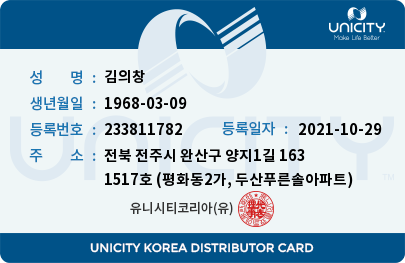 UNICITY
Make Life Better
성 명 : 김의창
생년월일 : 1968-03-09
등록번호 : 233811782 등록일자 : 2021-10-29
주 소 : 전북 전주시 완산구 양지1길 163
1517호 (평화동2가, 두산푸른솔아파트)
유니시티코리아(유)
UNICITY
UNICITY KOREA DISTRIBUTOR CARD